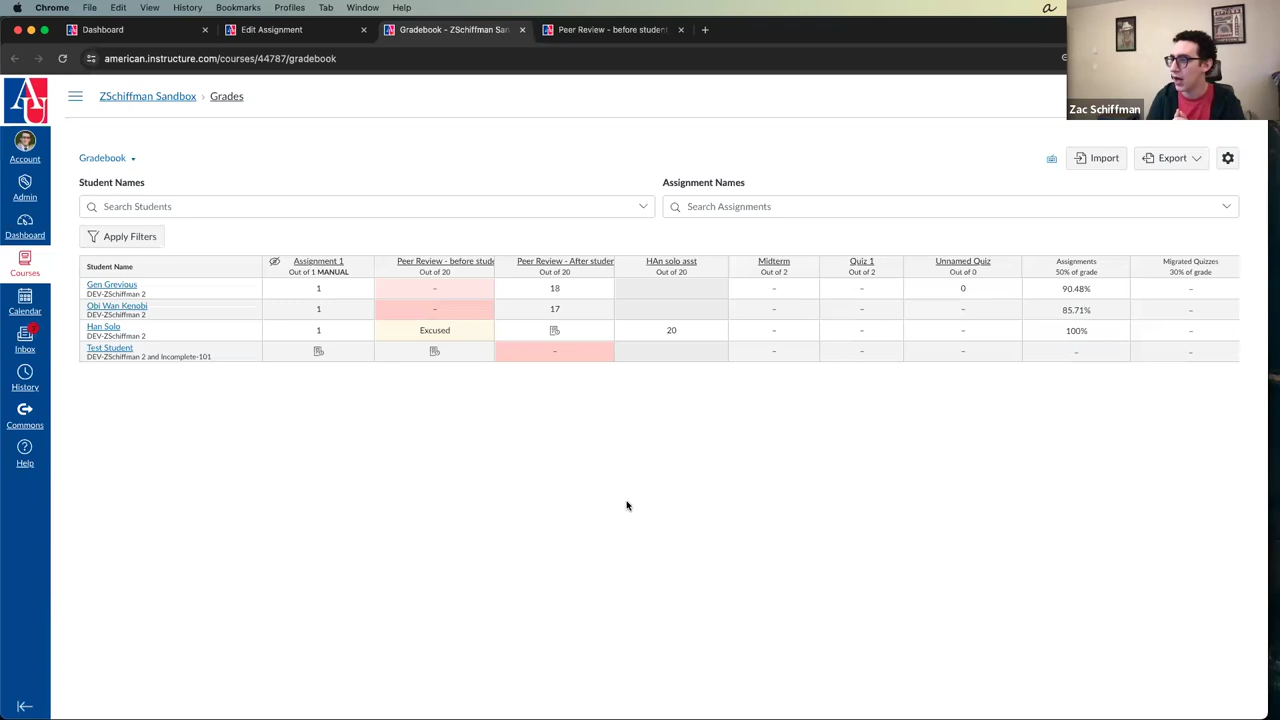 Chrome File Edit View History Bookmarks Profiles Tab Window Help
Dashboard Edit Assignment Gradebook - ZSchiffman San Peer Review - before student
american.instructure.com/courses/44787/gradebook
Zac Schiffman
AU
ZSchiffman Sandbox › Grades
Account
Admin
Dashboard
Courses
Calendar
Inbox
History
Commons
Help
Gradebook
Import Export
Student Names Assignment Names
Search Students Search Assignments
Apply Filters
Student Name Assignment 1 Peer Review - before stude Peer Review - After studen HAn solo asst Midterm Quiz 1 Unnamed Quiz Assignments Migrated Quizzes
Out of 1 MANUAL Out of 20 Out of 20 Out of 20 Out of 2 Out of 2 Out of 0 50% of grade 30% of grade
Gen Grevious 1 – 18 – – 0 90.48% –
DEV-ZSchiffman 2
Obi Wan Kenobi 1 – 17 – – – 85.71% –
DEV-ZSchiffman 2
Han Solo 1 Excused 20 – – – 100% –
DEV-ZSchiffman 2
Test Student – – – – – –
DEV-ZSchiffman 2 and Incomplete-101